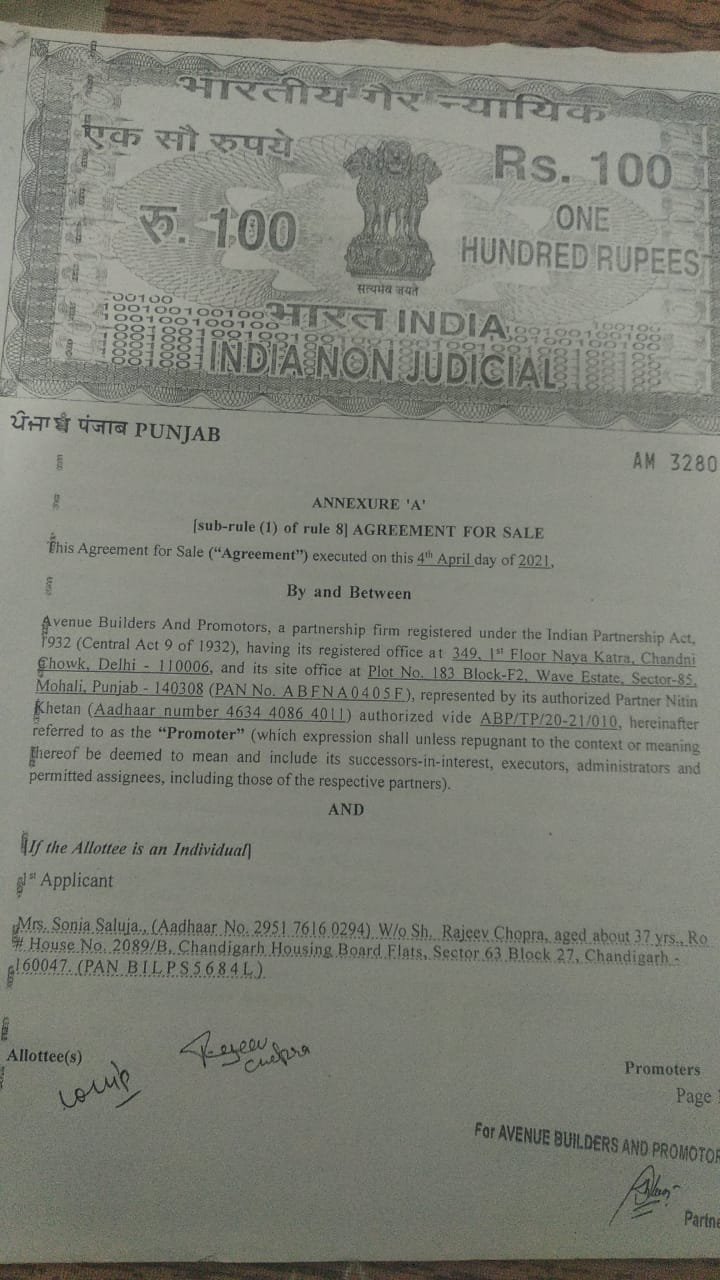 भारतीय गैर न्यायिक
एक सौ रुपये
Rs. 100
रु. 100
ONE
HUNDRED RUPEES
सत्यमेव जयते
भारत INDIA
INDIA NON JUDICIAL
ਪੰਜਾਬ पंजाब PUNJAB
AM 3280
ANNEXURE 'A'
[sub-rule (1) of rule 8] AGREEMENT FOR SALE
This Agreement for Sale (“Agreement”) executed on this 4th April day of 2021,
By and Between
Avenue Builders And Promotors, a partnership firm registered under the Indian Partnership Act,
1932 (Central Act 9 of 1932), having its registered office at 349, 1st Floor Naya Katra, Chandni
Chowk, Delhi - 110006, and its site office at Plot No. 183 Block-F2, Wave Estate, Sector-85,
Mohali, Punjab - 140308 (PAN No. A B F N A 0 4 0 5 F), represented by its authorized Partner Nitin
Khetan (Aadhaar number 4634 4086 4011) authorized vide ABP/TP/20-21/010, hereinafter
referred to as the “Promoter” (which expression shall unless repugnant to the context or meaning
thereof be deemed to mean and include its successors-in-interest, executors, administrators and
permitted assignees, including those of the respective partners).
AND
[If the Allottee is an Individual]
1st Applicant
Mrs. Sonia Saluja., (Aadhaar No. 2951 7616 0294) W/o Sh. Rajeev Chopra, aged about 37 yrs., Ro
# House No. 2089/B, Chandigarh Housing Board Flats, Sector 63 Block 27, Chandigarh -
160047. (PAN B I L P S 5 6 8 4 L )
Allottee(s)
Rajeev
Chopra
Promoters
Page 1
For AVENUE BUILDERS AND PROMOTOR
Partne